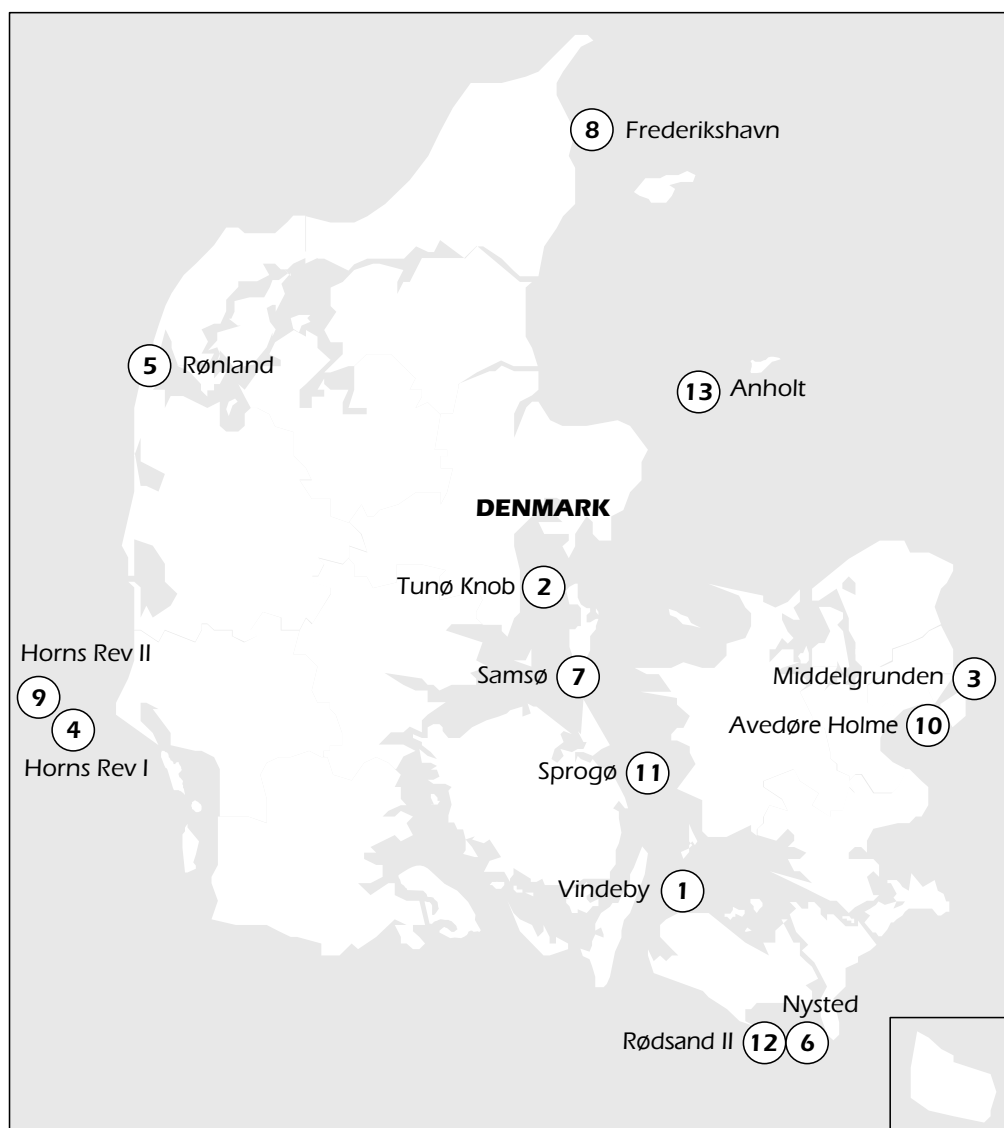 8 Frederikshavn
5 Rønland
13 Anholt
DENMARK
Tunø Knob 2
Horns Rev II
9
4
Horns Rev I
Samsø 7
Middelgrunden 3
Avedøre Holme 10
Sprogø 11
Vindeby 1
Nysted
Rødsand II 12 6